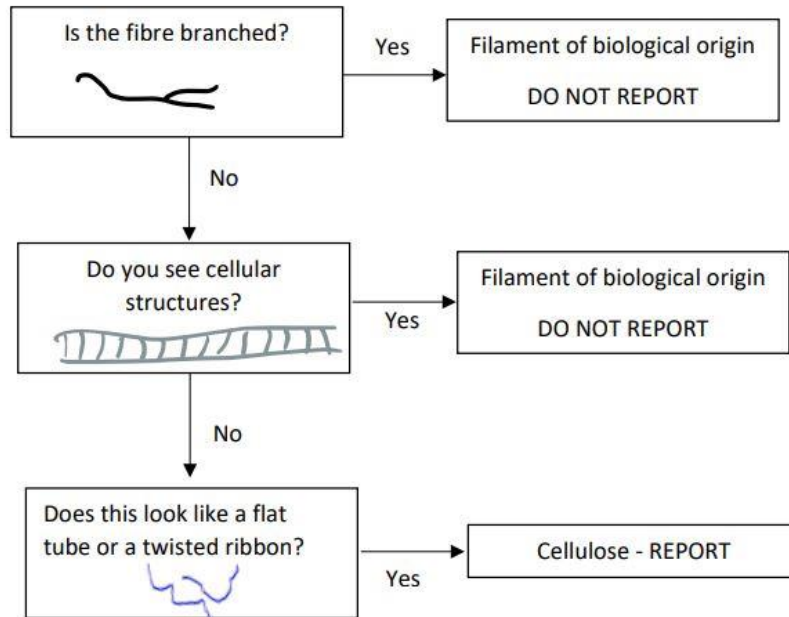 Is the fibre branched?
Yes
Filament of biological origin
DO NOT REPORT
No
Do you see cellular
structures?
Yes
Filament of biological origin
DO NOT REPORT
No
Does this look like a flat
tube or a twisted ribbon?
Yes
Cellulose - REPORT